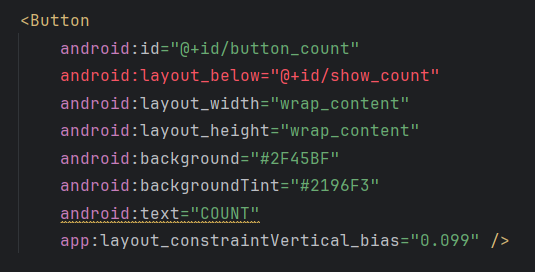 <Button
android:id="@+id/button_count"
android:layout_below="@+id/show_count"
android:layout_width="wrap_content"
android:layout_height="wrap_content"
android:background="#2F45BF"
android:backgroundTint="#2196F3"
android:text="COUNT"
app:layout_constraintVertical_bias="0.099" />